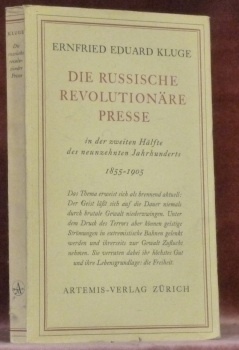 KLUGE
Die
russische
revolutionäre
Presse
ERNFRIED EDUARD KLUGE
DIE RUSSISCHE
REVOLUTIONÄRE
PRESSE
in der zweiten Hälfte
des neunzehnten Jahrhunderts
1855-1905
Das Thema erweist sich als brennend aktuell:
Der Geist läßt sich auf die Dauer niemals
durch brutale Gewalt niederzwingen. Unter
dem Druck des Terrors aber können geistige
Strömungen in extremistische Bahnen gelenkt
werden und ihrerseits zur Gewalt Zuflucht
nehmen. Sie verraten dabei ihr höchstes Gut
und ihre Lebensgrundlage: die Freiheit
ARTEMIS-VERLAG ZÜRICH